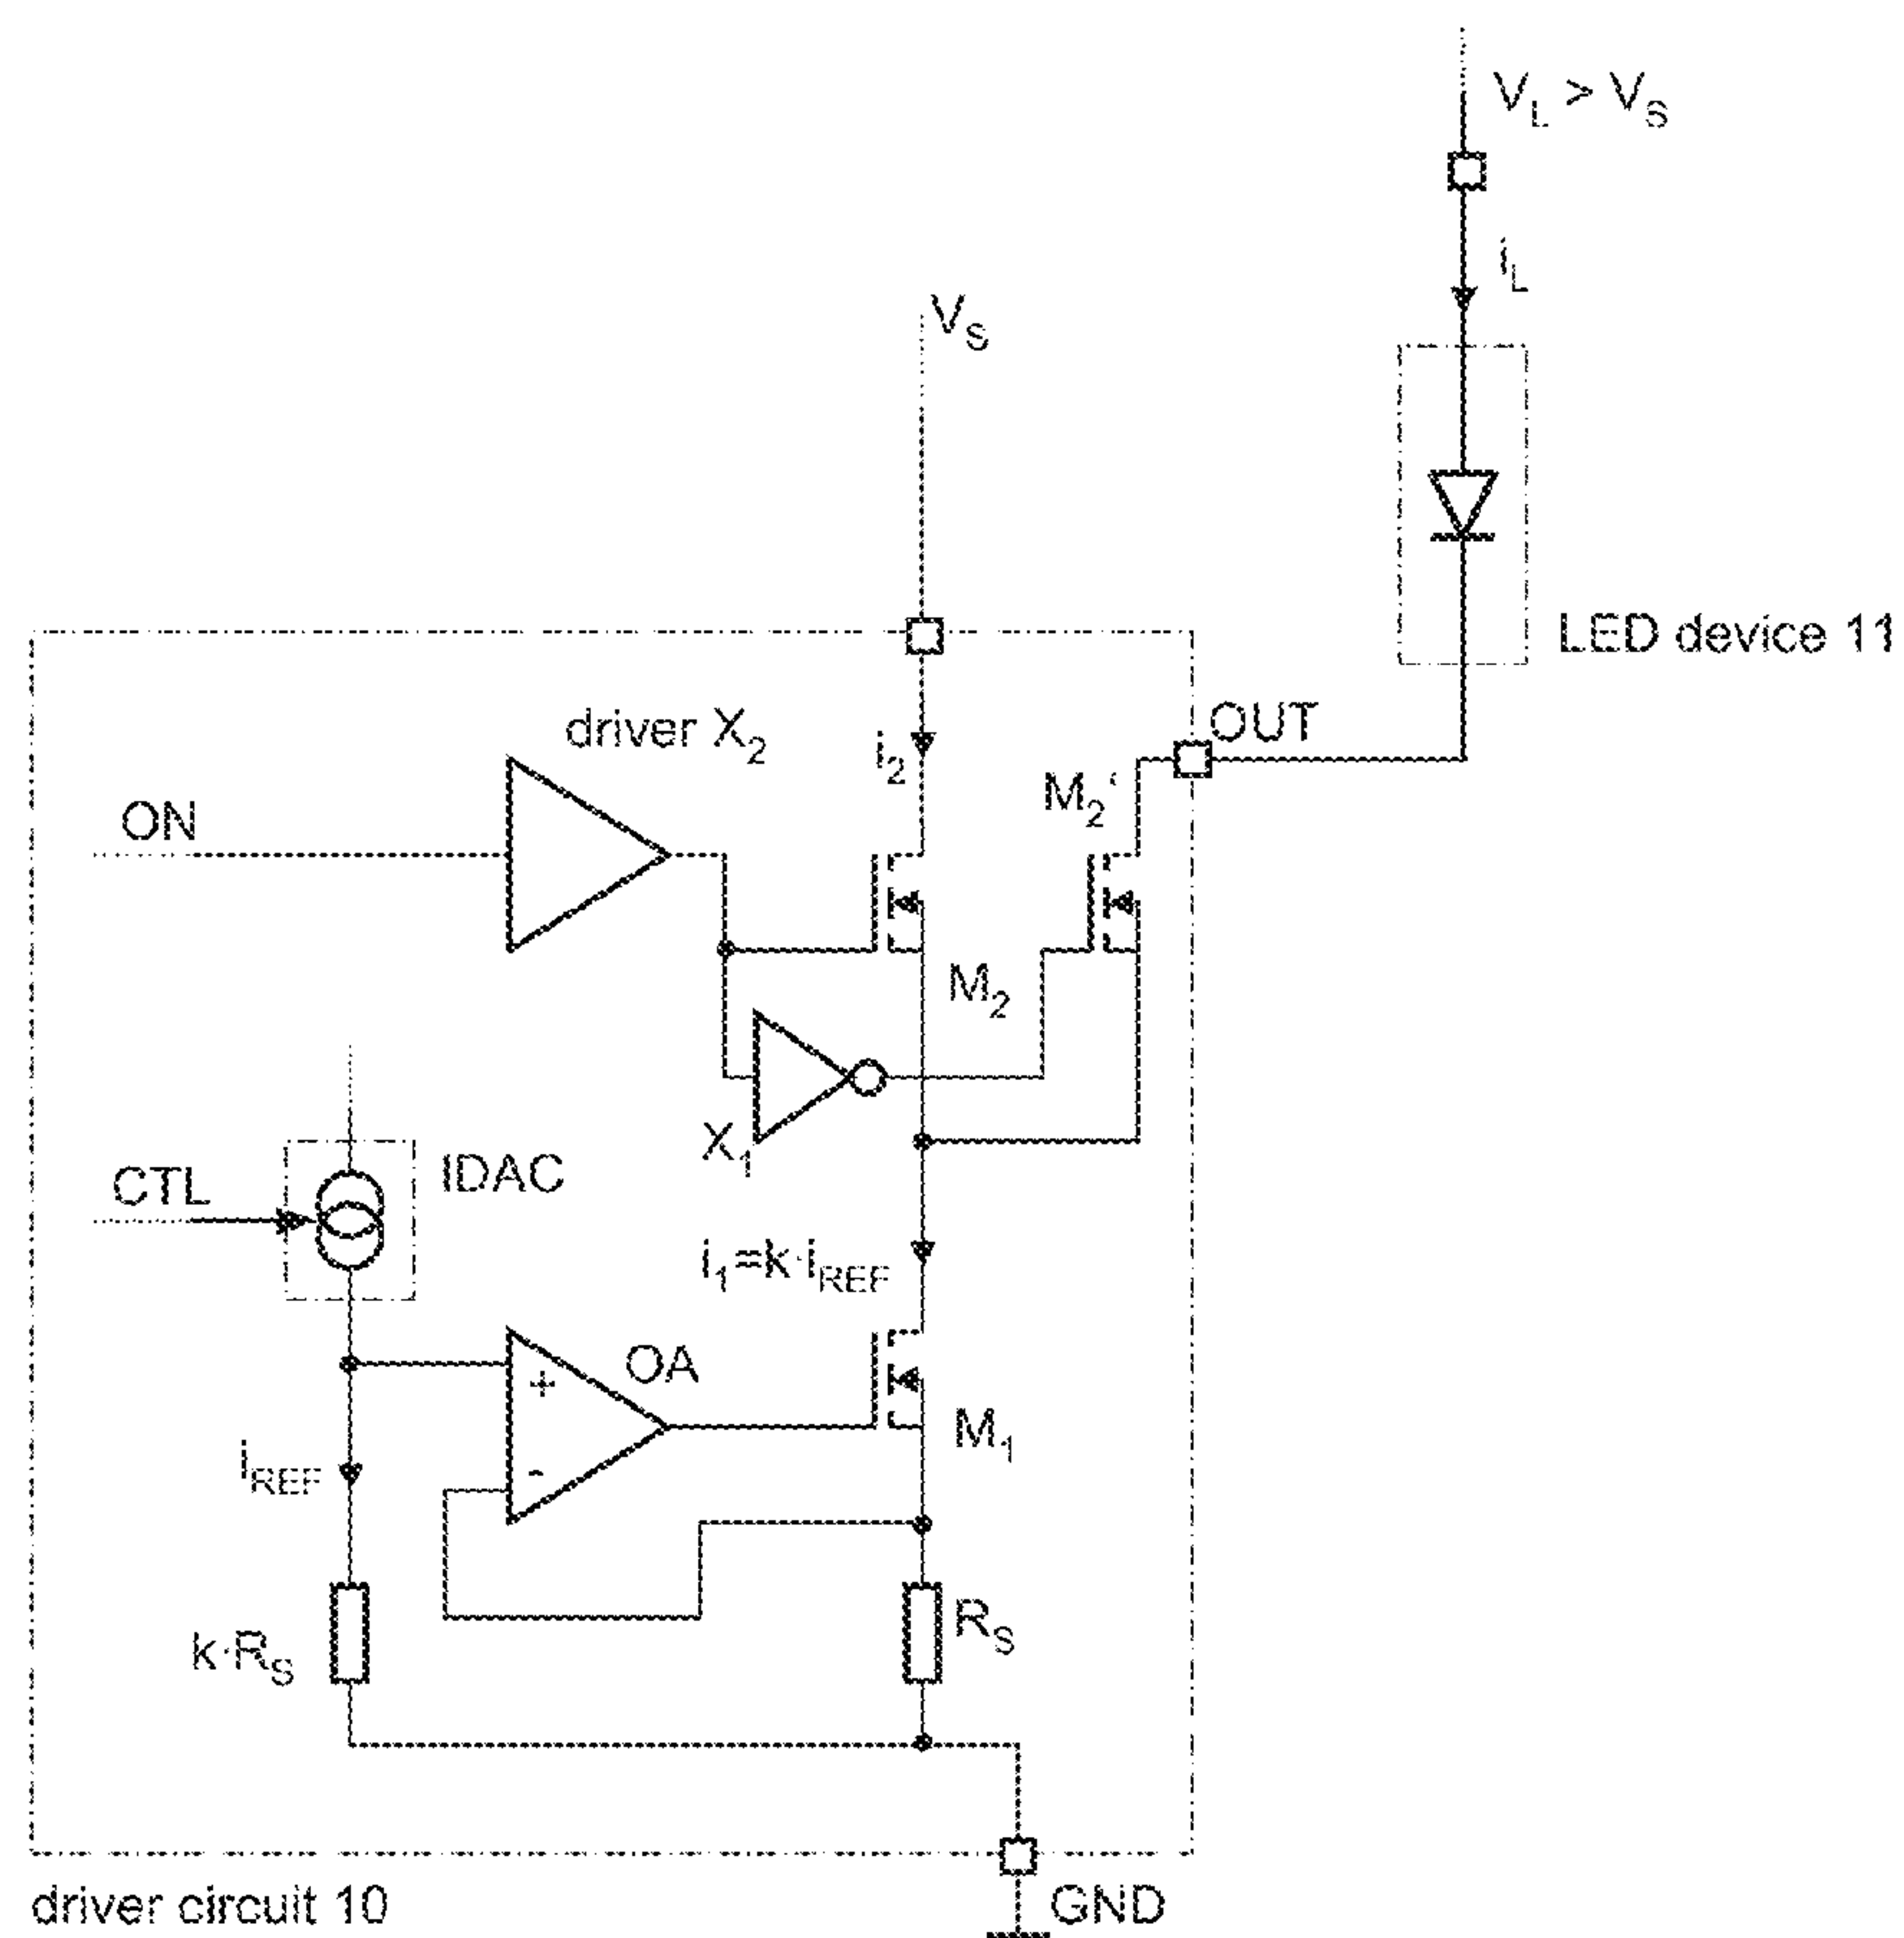 V_L > V_S
i_L
V_S
LED device 11
driver X_2
i_2
OUT
M_2‘
ON
M_2
X_1
CTL
IDAC
i_1=k·i_REF
+
OA
-
M_1
i_REF
k·R_S
R_S
driver circuit 10
GND